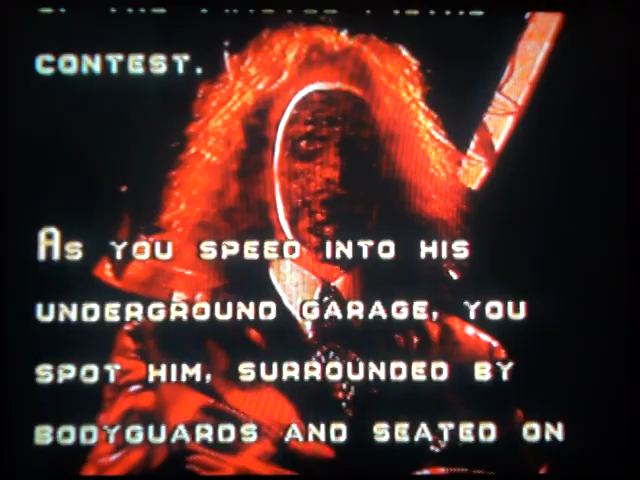 CONTEST.
AS YOU SPEED INTO HIS
UNDERGROUND GARAGE, YOU
SPOT HIM, SURROUNDED BY
BODYGUARDS AND SEATED ON